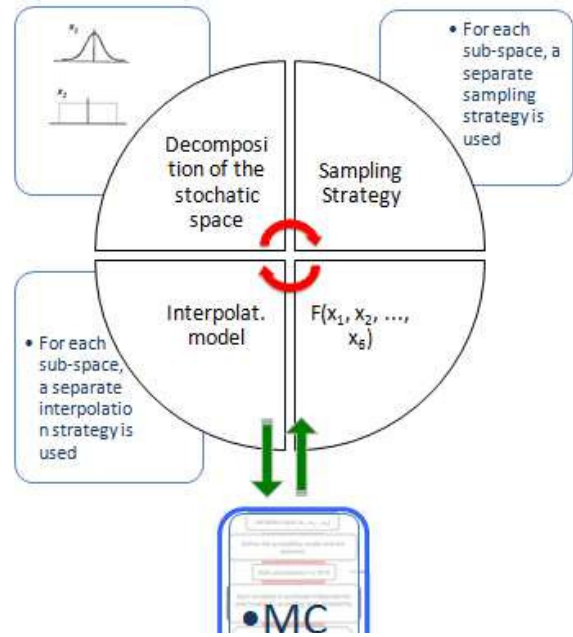 x₁
x₂
• For each
sub-space, a
separate
sampling
strategy is
used
Decomposi
tion of the
stochatic
space
Sampling
Strategy
Interpolat.
model
F(x₁, x₂, …,
x₆)
• For each
sub-space,
a separate
interpolatio
n strategy is
used
•MC